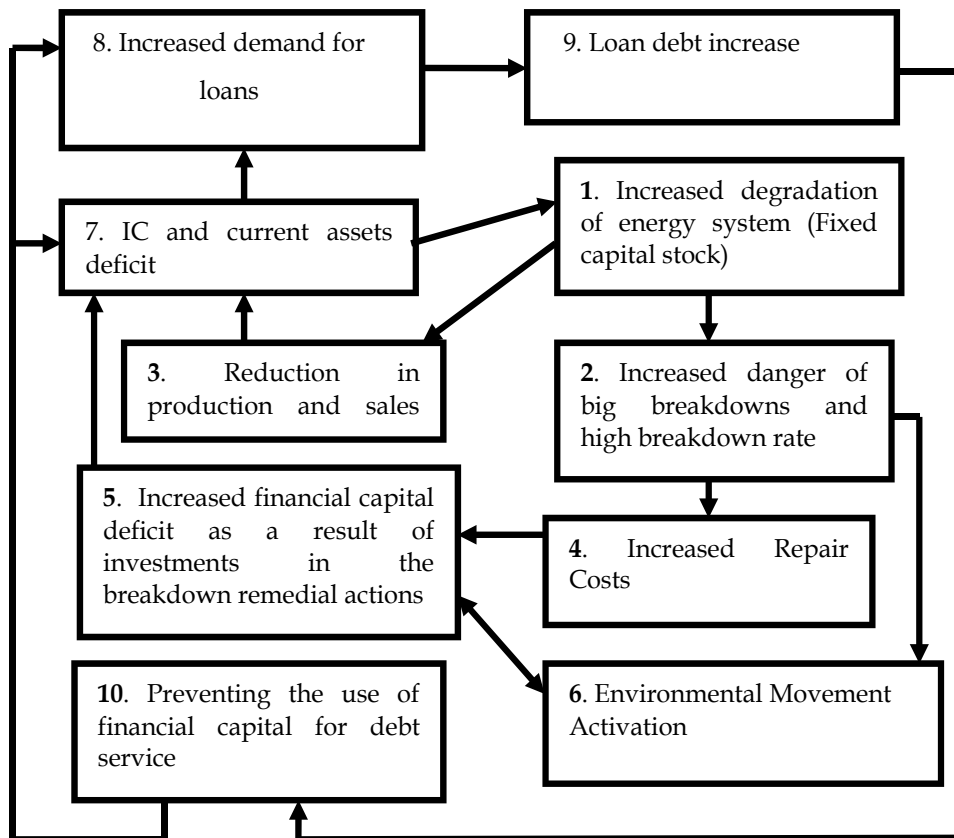 8. Increased demand for
loans
9. Loan debt increase
1. Increased degradation
of energy system (Fixed
capital stock)
7. IC and current assets
deficit
3. Reduction in
production and sales
2. Increased danger of
big breakdowns and
high breakdown rate
5. Increased financial capital
deficit as a result of
investments in the
breakdown remedial actions
4. Increased Repair
Costs
10. Preventing the use of
financial capital for debt
service
6. Environmental Movement
Activation